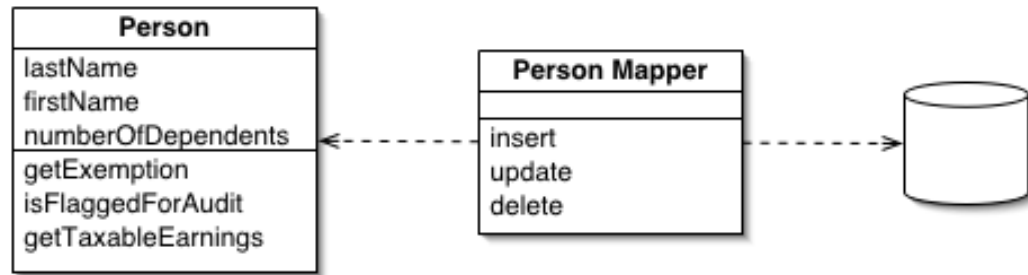 Person
lastName
firstName
numberOfDependents
getExemption
isFlaggedForAudit
getTaxableEarnings
Person Mapper
insert
update
delete